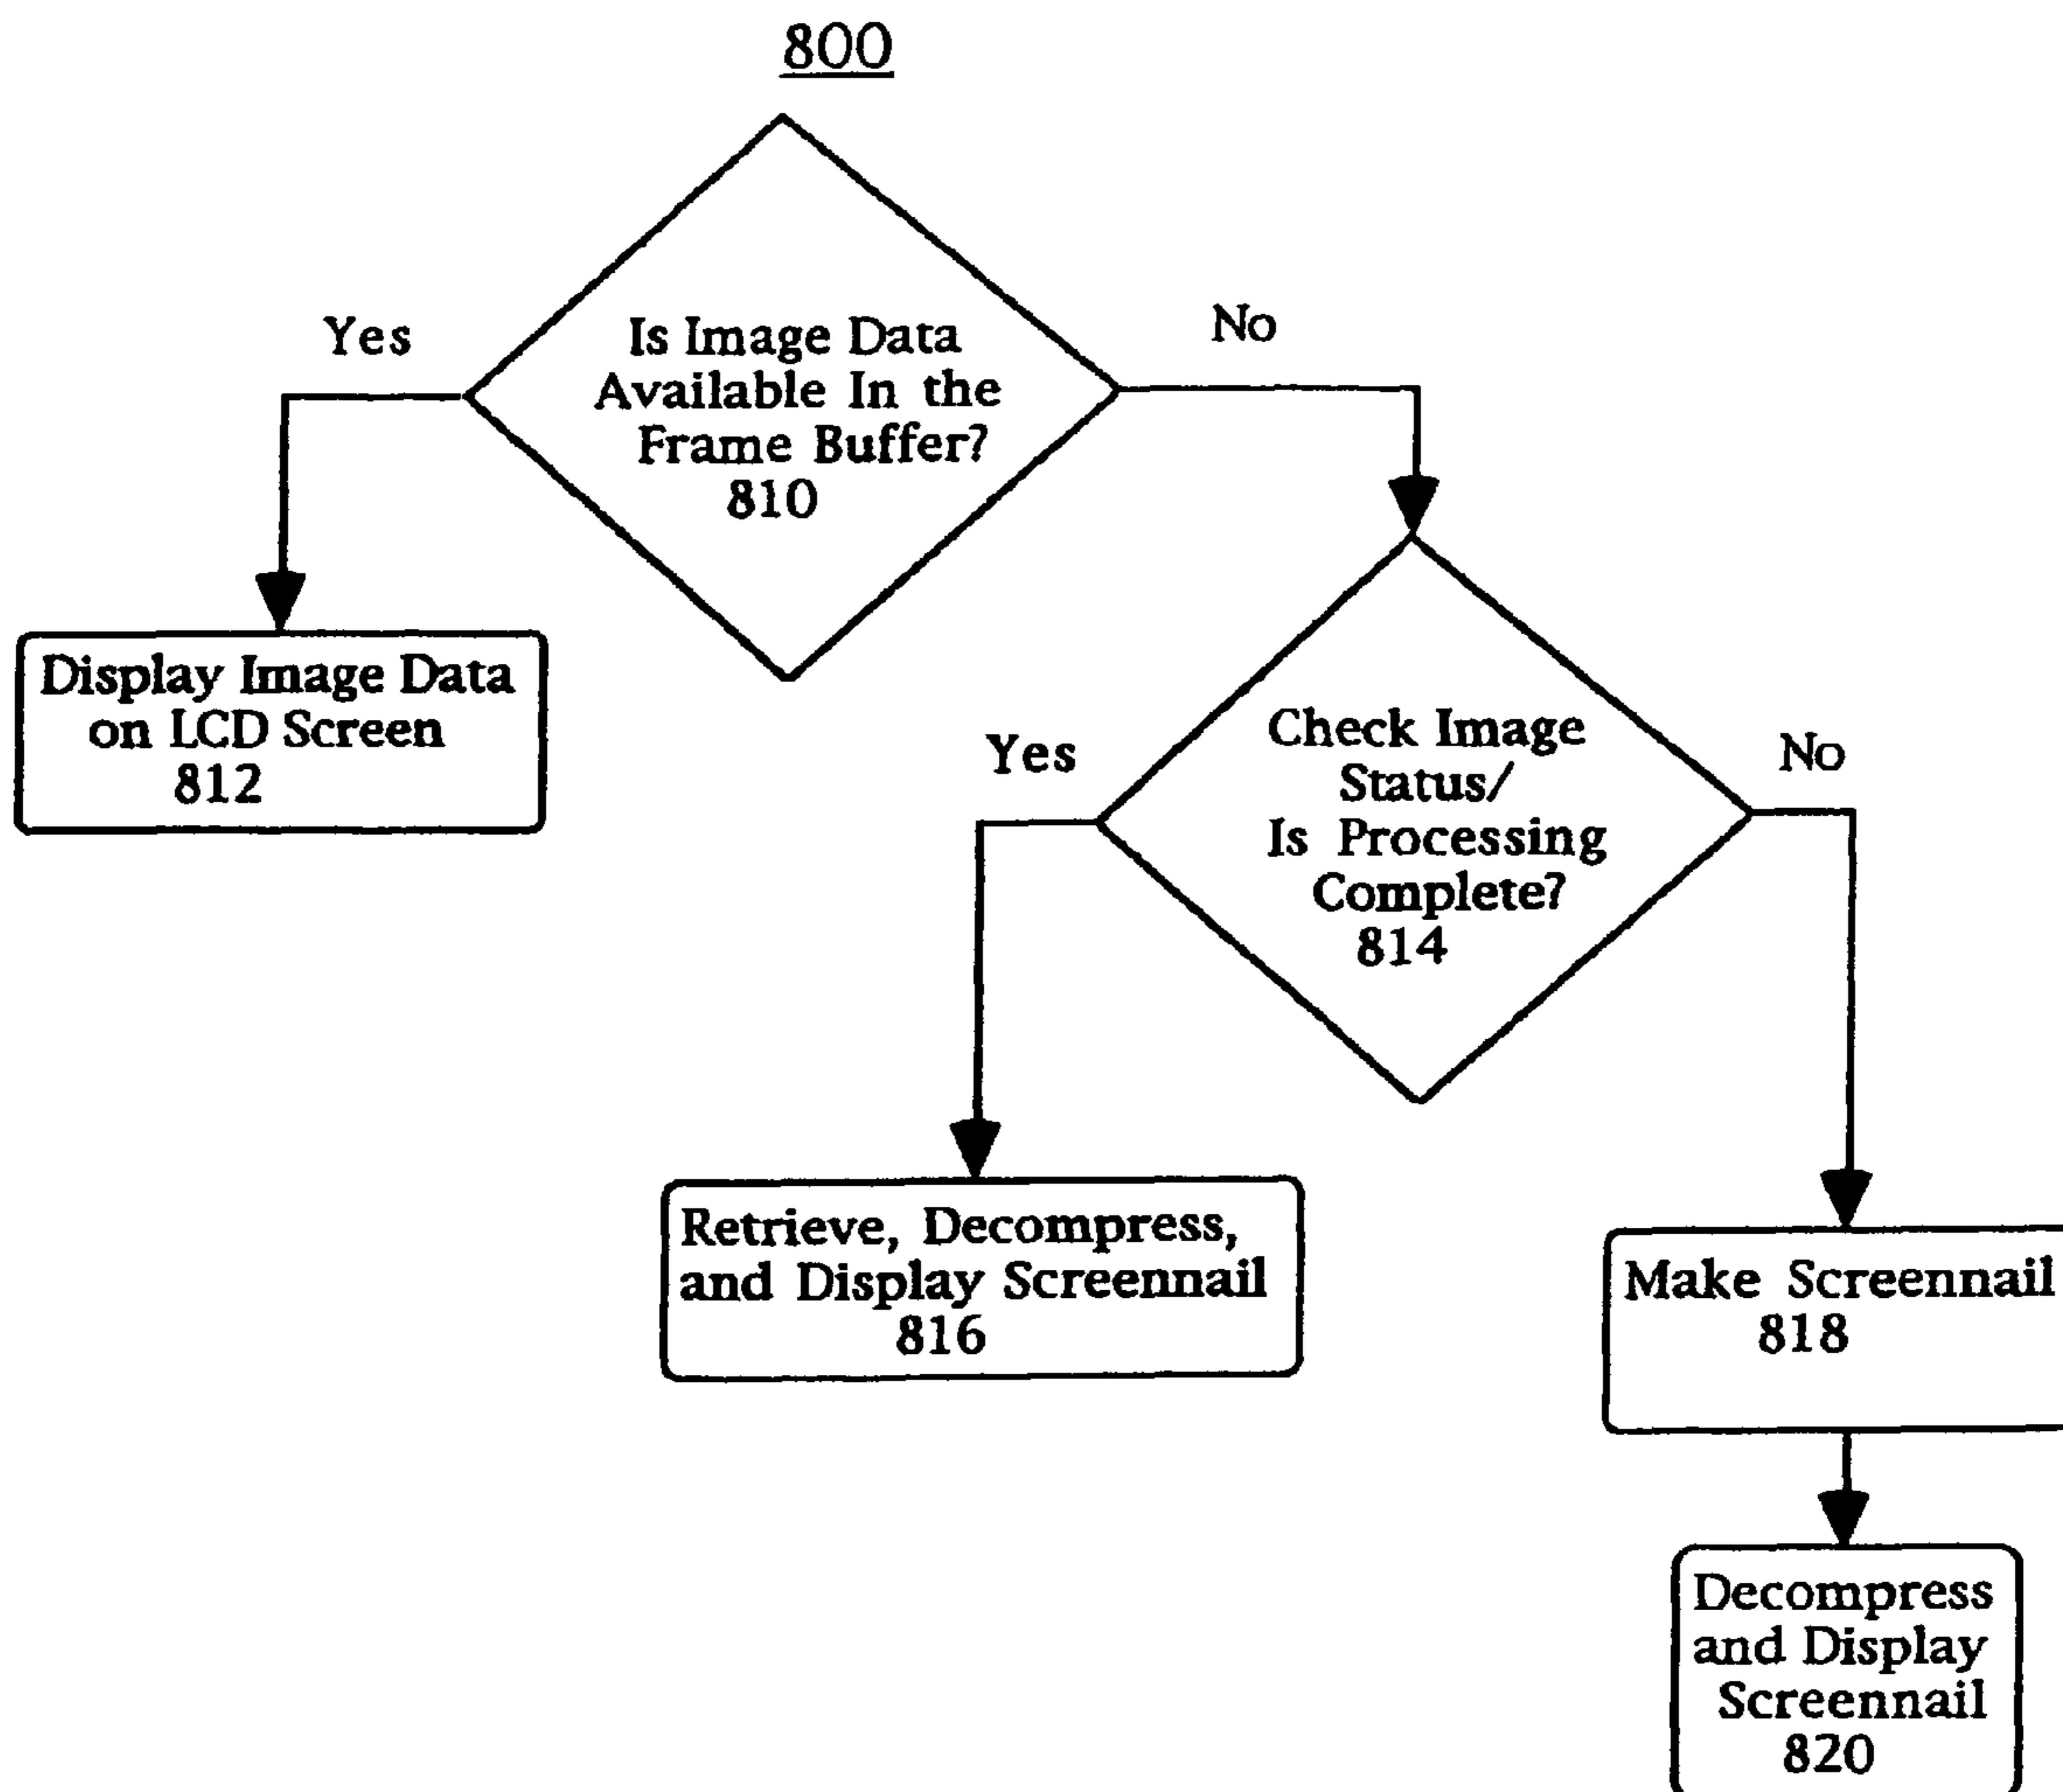 800
Yes
Is Image Data
Available In the
Frame Buffer?
810
No
Display Image Data
on LCD Screen
812
Yes
Check Image
Status/
Is Processing
Complete?
814
No
Retrieve, Decompress,
and Display Screennail
816
Make Screennail
818
Decompress
and Display
Screennail
820